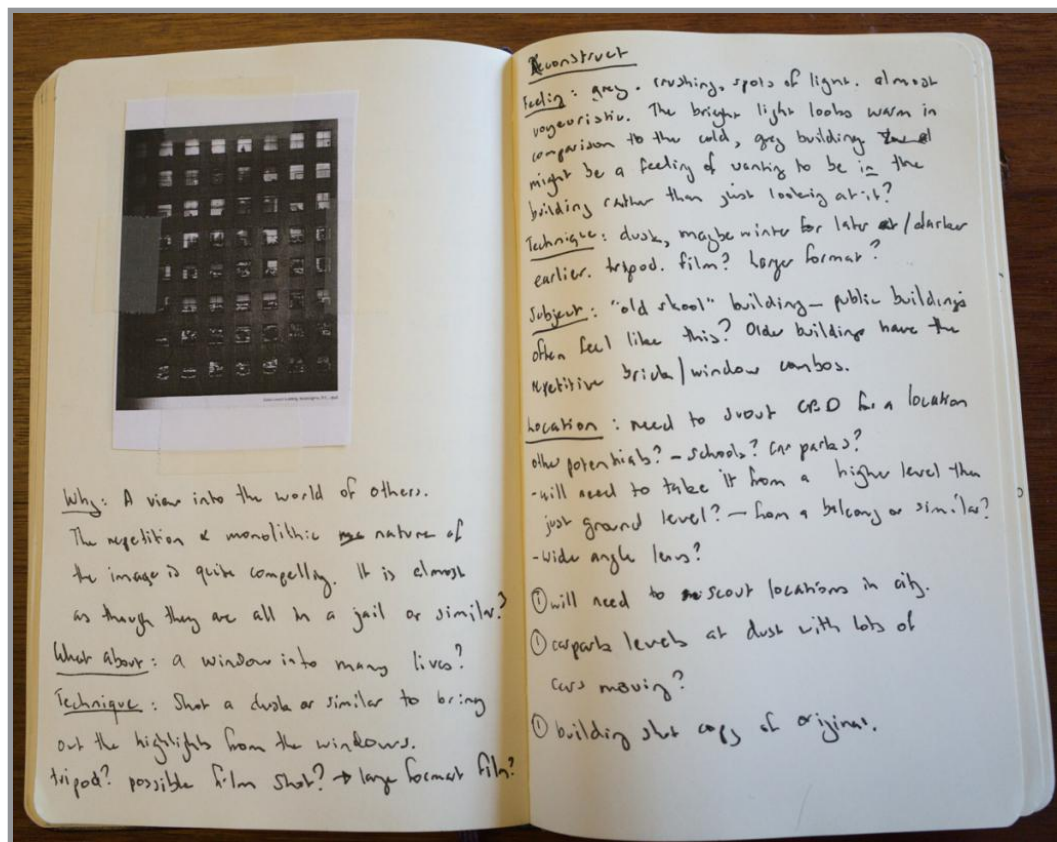 Why: A view into the world of others.
The repetition & monolithic nature of
the image is quite compelling. It is almost
as though they are all in a jail or similar?
What about: a window into many lives?
Technique: Shot a dusk or similar to bring
out the highlights from the windows.
tripod? possible film shot? → large format film?
Reconstruct
Feeling: grey. crushing. spots of light. almost
voyeuristic. The bright light looks warm in
comparison to the cold, grey building
might be a feeling of wanting to be in the
building rather than just looking at it?
Technique: dusk, maybe winter for later /darker
earlier. tripod. film? larger format?
Subject: "old skool" building – public buildings
often feel like this? Older buildings have the
repetitive brick/window combos.
Location: need to scout CBD for a location
other potentials? – schools? car parks?
-will need to take it from a higher level then
just ground level? – from a balcony or similar?
-wide angle lens?
① will need to scout locations in city.
① carpark levels at dusk with lots of
cars moving?
① building shot copy of original.